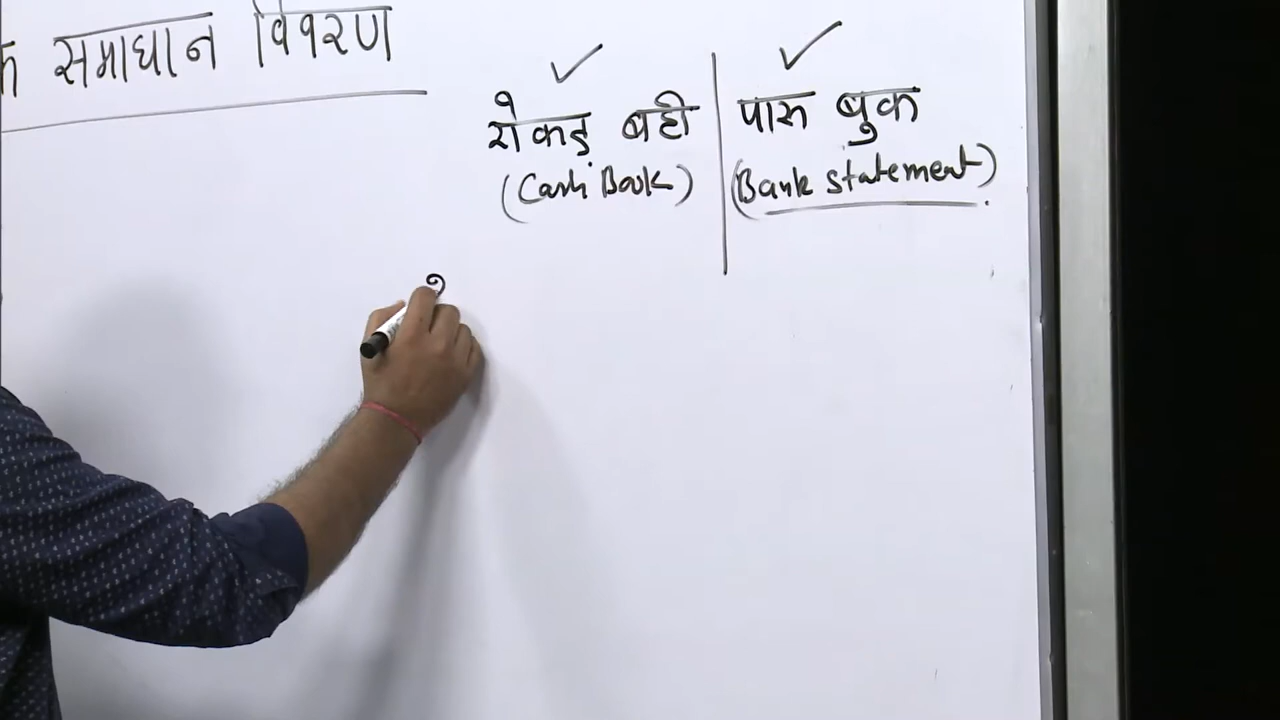 समाधान विवरण
रोकड़ बही
(Cash Book)
पास बुक
(Bank statement)